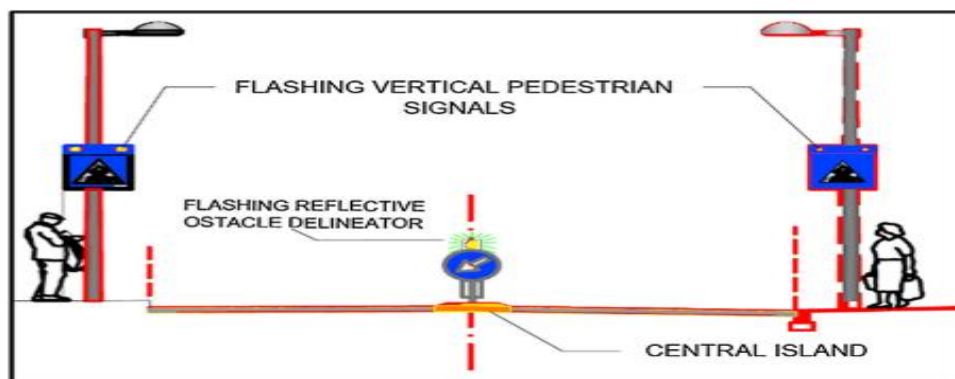 FLASHING VERTICAL PEDESTRIAN
SIGNALS
FLASHING REFLECTIVE
OSTACLE DELINEATOR
CENTRAL ISLAND